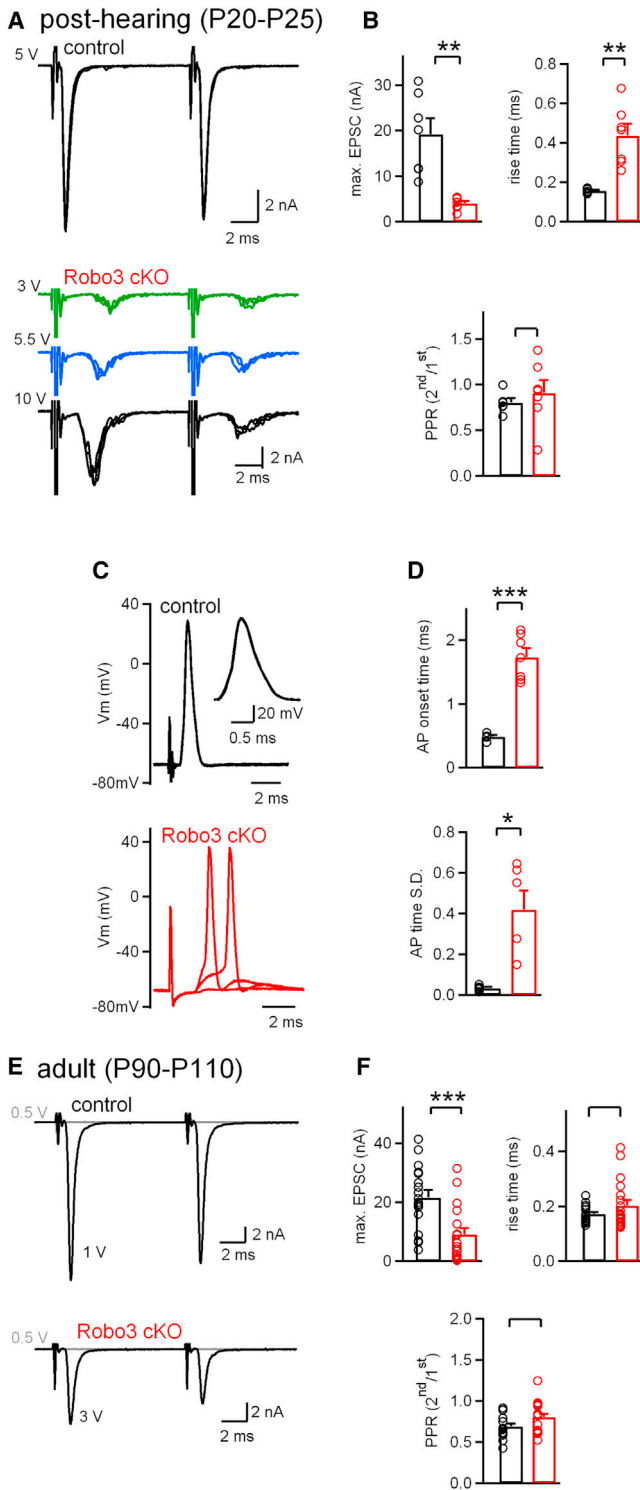 A post-hearing (P20-P25)
5 V
control
2 nA
2 ms
Robo3 cKO
3 V
5.5 V
10 V
2 nA
2 ms
B
**
max. EPSC (nA)
30
20
10
0
**
rise time (ms)
0.8
0.6
0.4
0.2
0.0
PPR (2nd/1st)
1.5
1.0
0.5
0.0
C
control
Vm (mV)
40
0
-40
-80mV
20 mV
0.5 ms
2 ms
Robo3 cKO
Vm (mV)
40
0
-40
-80mV
2 ms
D
***
AP onset time (ms)
2
1
0
*
AP time S.D.
0.8
0.6
0.4
0.2
0.0
E adult (P90-P110)
0.5 V
control
1 V
2 nA
2 ms
0.5 V
Robo3 cKO
3 V
2 nA
2 ms
F
***
max. EPSC (nA)
40
20
0
rise time (ms)
0.6
0.4
0.2
0.0
PPR (2nd/1st)
2.0
1.5
1.0
0.5
0.0